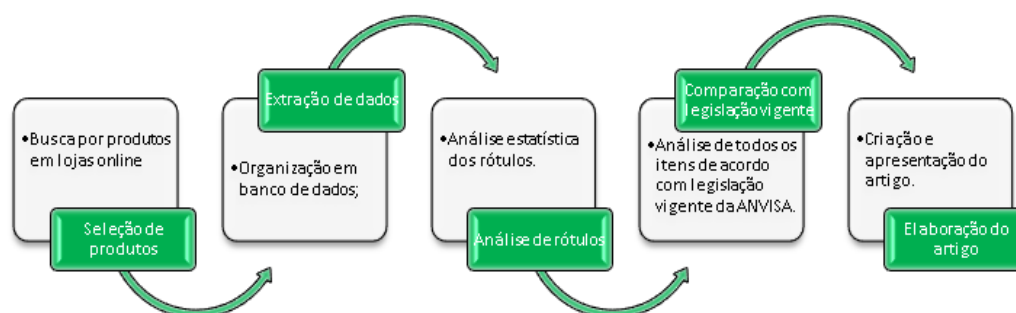 •Busca por produtos
em lojas online
Seleção de
produtos
Extração de dados
•Organização em
banco de dados;
•Análise estatística
dos rótulos.
Análise de rótulos
Comparação com
legislação vigente
•Análise de todos os
itens de acordo
com legislação
vigente da ANVISA.
•Criação e
apresentação do
artigo.
Elaboração do
artigo